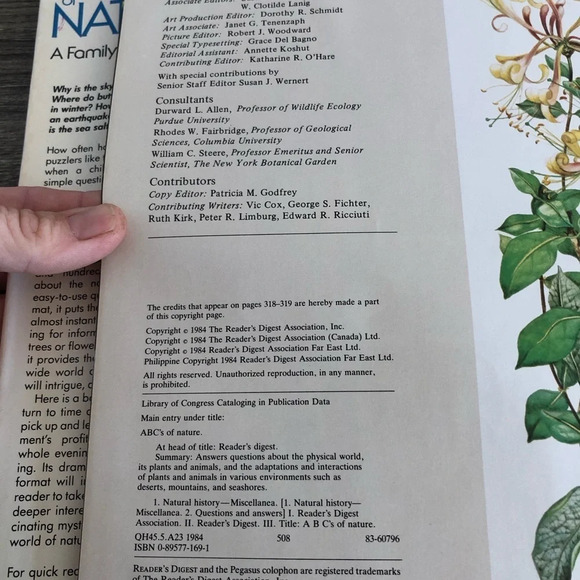 of
NAT
A Family
Why is the sky
Where do but
in winter? How
an earthquake
is the sea salt
How often h
puzzlers like
when a chi
simple questi
and hundred
about the na
easy-to-use q
mat, it puts th
almost instant
ing for inform
trees or flowe
it provides th
wide world o
will intrigue, c
Here is a b
turn to time o
pick up and le
ment's profit
whole evenin
ing. Its dram
format will i
reader to take
deeper intere
cinating myst
world of natu
For quick rec
W. Clotilde Lanig
Art Production Editor: Dorothy R. Schmidt
Art Associate: Janet G. Tenenzaph
Picture Editor: Robert J. Woodward
Special Typesetting: Grace Del Bagno
Editorial Assistant: Annette Koshut
Contributing Editor: Katharine R. O'Hare
With special contributions by
Senior Staff Editor Susan J. Wernert
Consultants
Durward L. Allen, Professor of Wildlife Ecology
Purdue University
Rhodes W. Fairbridge, Professor of Geological
Sciences, Columbia University
William C. Steere, Professor Emeritus and Senior
Scientist, The New York Botanical Garden
Contributors
Copy Editor: Patricia M. Godfrey
Contributing Writers: Vic Cox, George S. Fichter,
Ruth Kirk, Peter R. Limburg, Edward R. Ricciuti
The credits that appear on pages 318–319 are hereby made a part
of this copyright page.
Copyright © 1984 The Reader's Digest Association, Inc.
Copyright © 1984 The Reader's Digest Association (Canada) Ltd.
Copyright © 1984 Reader's Digest Association Far East Ltd.
Philippine Copyright 1984 Reader's Digest Association Far East Ltd.
All rights reserved. Unauthorized reproduction, in any manner,
is prohibited.
Library of Congress Cataloging in Publication Data
Main entry under title:
ABC's of nature.
At head of title: Reader's digest.
Summary: Answers questions about the physical world,
its plants and animals, and the adaptations and interactions
of plants and animals in various environments such as
deserts, mountains, and seashores.
1. Natural history—Miscellanea. [1. Natural history—
Miscellanea. 2. Questions and answers] I. Reader's Digest
Association. II. Reader's Digest. III. Title: A B C's of nature.
QH45.5.A23 1984 508 83-60796
ISBN 0-89577-169-1
READER'S DIGEST and the Pegasus colophon are registered trademarks
of The Reader's Digest Association, Inc.